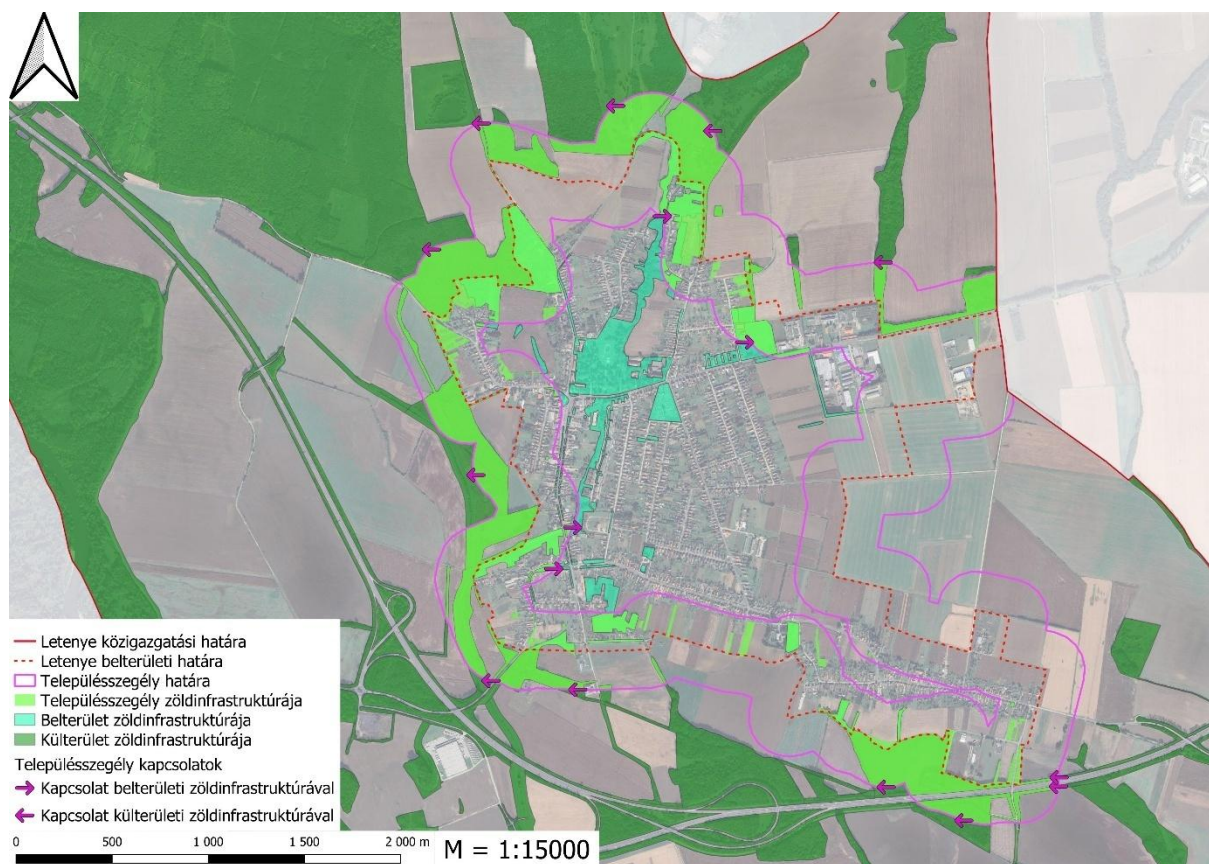 Letenye közigazgatási határa
Letenye belterületi határa
Településszegély határa
Településszegély zöldinfrastruktúrája
Belterület zöldinfrastruktúrája
Külterület zöldinfrastruktúrája
Településszegély kapcsolatok
Kapcsolat belterületi zöldinfrastruktúrával
Kapcsolat külterületi zöldinfrastruktúrával
0 500 1 000 1 500 2 000 m
M = 1:15000